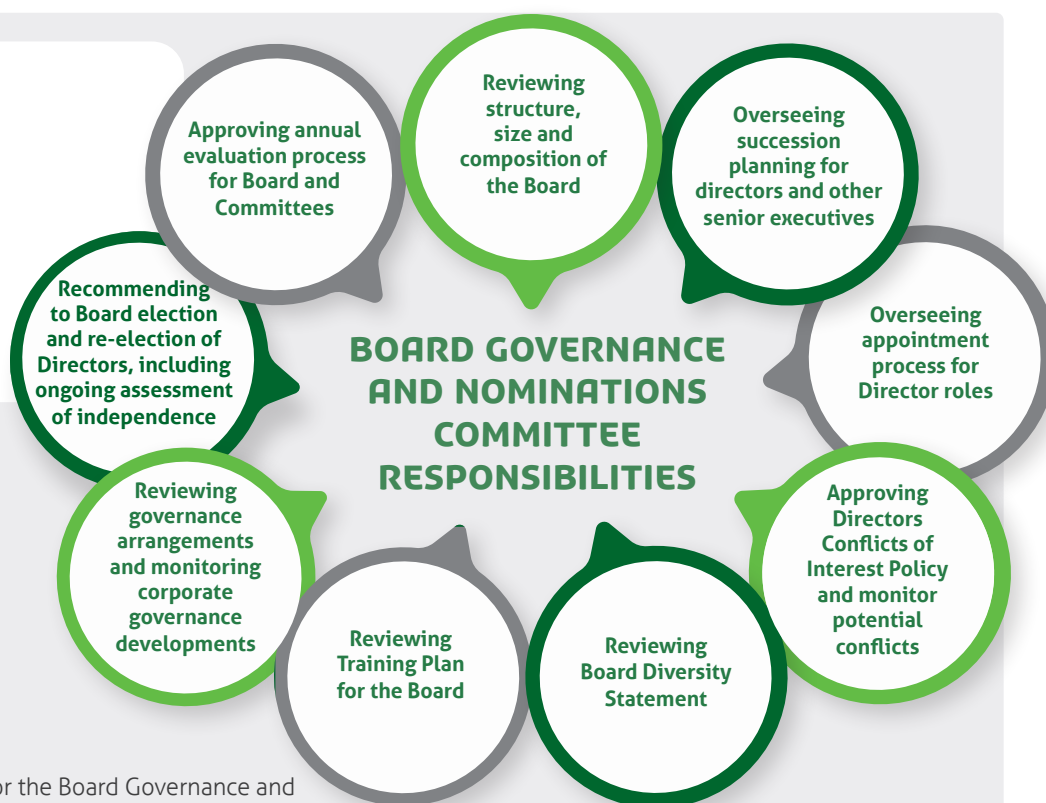 Reviewing
structure,
size and
composition of
the Board
Overseeing
succession
planning for
directors and other
senior executives
Overseeing
appointment
process for
Director roles
Approving
Directors
Conflicts of
Interest Policy
and monitor
potential
conflicts
Reviewing
Board Diversity
Statement
Reviewing
Training Plan
for the Board
Reviewing
governance
arrangements
and monitoring
corporate
governance
developments
Recommending
to Board election
and re-election of
Directors, including
ongoing assessment
of independence
Approving annual
evaluation process
for Board and
Committees
BOARD GOVERNANCE
AND NOMINATIONS
COMMITTEE
RESPONSIBILITIES
or the Board Governance and